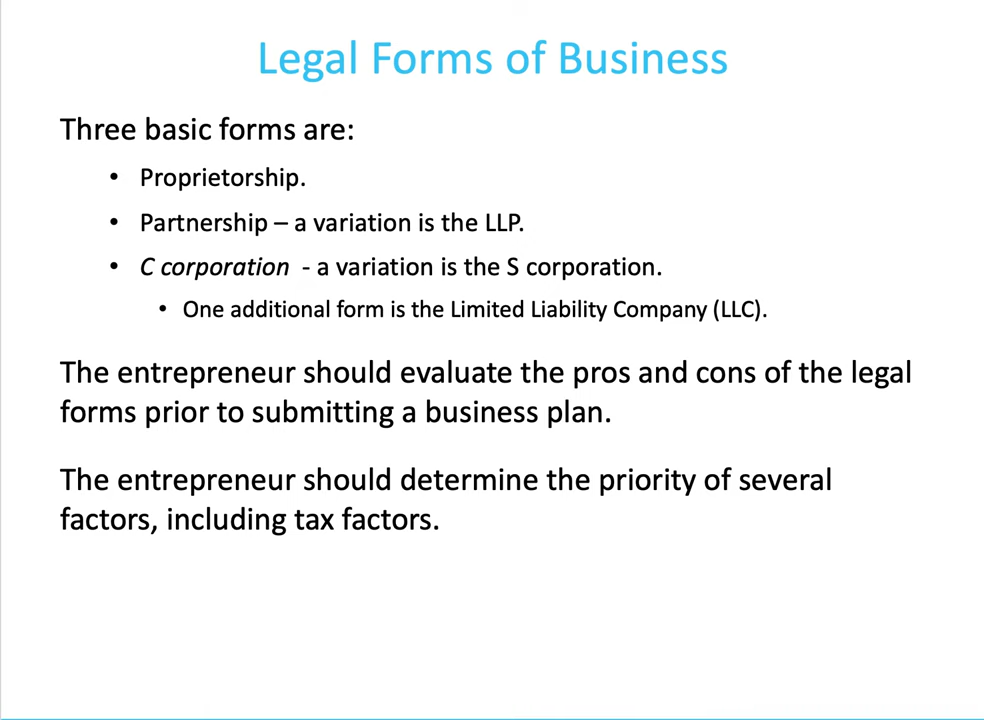 Legal Forms of Business
Three basic forms are:
• Proprietorship.
• Partnership – a variation is the LLP.
• C corporation - a variation is the S corporation.
• One additional form is the Limited Liability Company (LLC).
The entrepreneur should evaluate the pros and cons of the legal
forms prior to submitting a business plan.
The entrepreneur should determine the priority of several
factors, including tax factors.